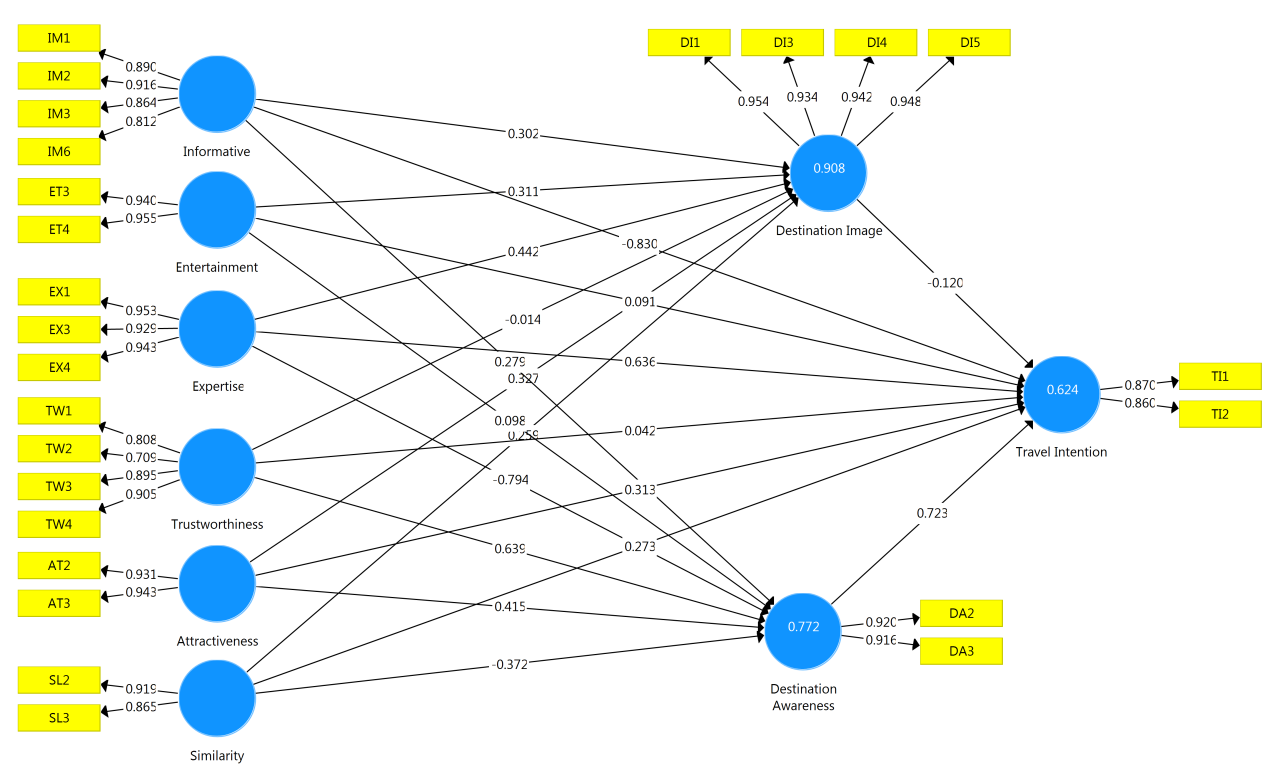 IM1
0.890
IM2
0.916
IM3
0.864
IM6
0.812
Informative
ET3
0.940
ET4
0.955
Entertainment
EX1
0.953
EX3
0.929
EX4
0.943
Expertise
TW1
0.808
TW2
0.709
TW3
0.895
TW4
0.905
Trustworthiness
AT2
0.931
AT3
0.943
Attractiveness
SL2
0.919
SL3
0.865
Similarity
0.302
0.311
0.442
-0.014
0.327
0.259
-0.830
0.091
0.636
0.042
0.313
0.273
0.279
0.098
-0.794
0.639
0.415
-0.372
DI1 DI3 DI4 DI5
0.954 0.934 0.942 0.948
0.908
Destination Image
-0.120
0.624
Travel Intention
0.870
TI1
0.860
TI2
0.723
0.772
Destination
Awareness
0.920
DA2
0.916
DA3